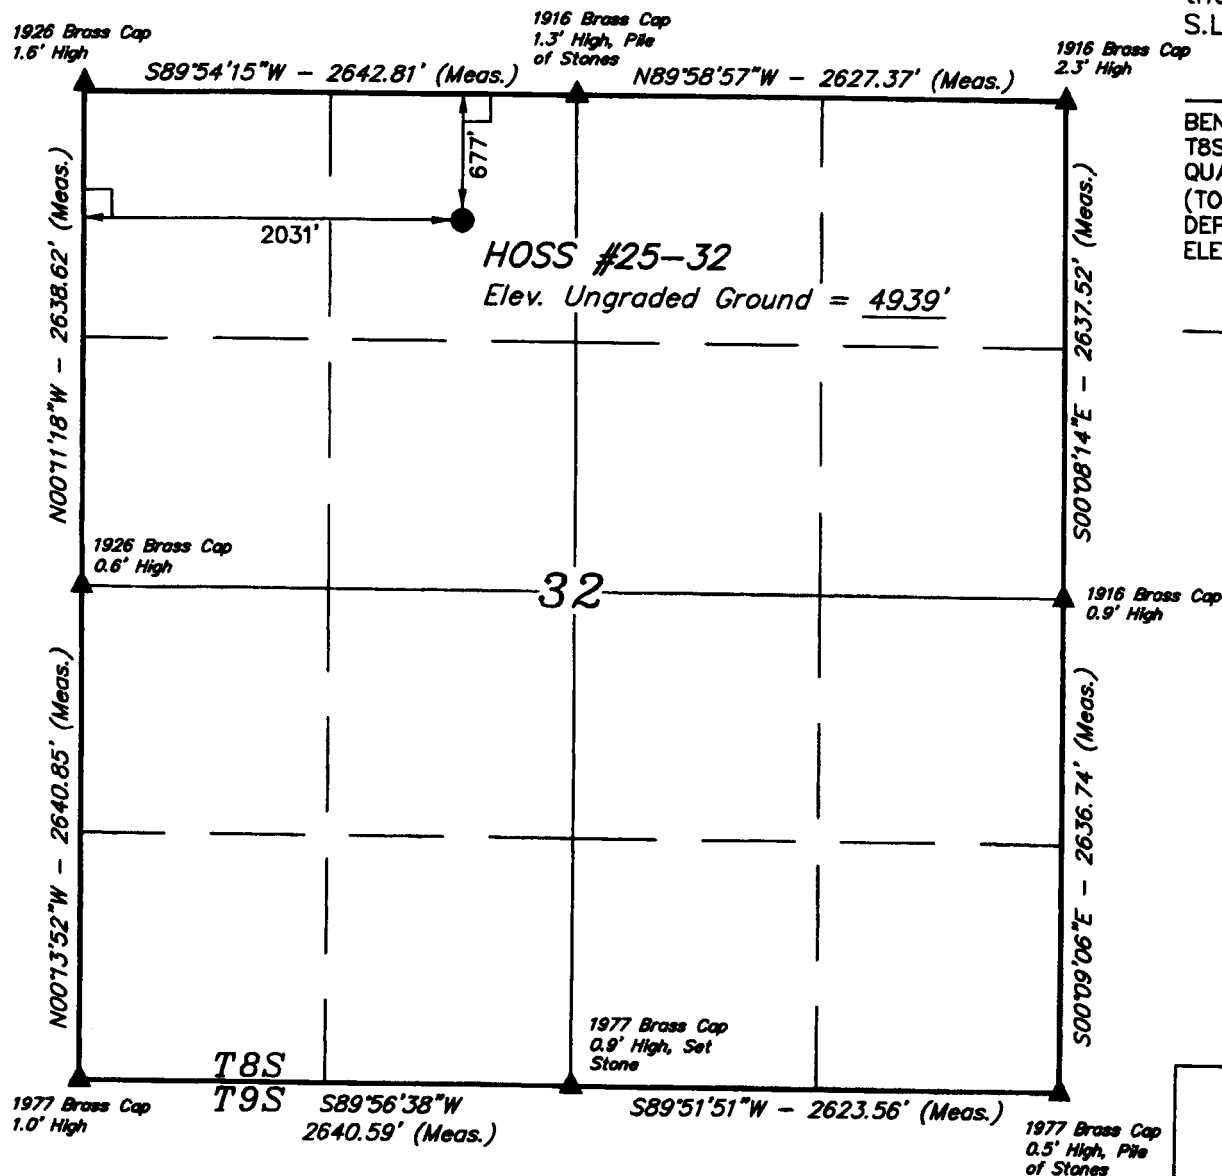 1926 Brass Cap
1.6' High
1916 Brass Cap
1.3' High, Pile
of Stones
1916 Brass Cap
2.3' High
S.L
S89°54'15"W - 2642.81' (Meas.)
N89°58'57"W - 2627.37' (Meas.)
BEN
T8S
QUA
(TO
DEP
ELE
677'
2031'
HOSS #25-32
Elev. Ungraded Ground = 4939'
N00°11'18"W - 2638.62' (Meas.)
S00°08'14"E - 2637.52' (Meas.)
1926 Brass Cap
0.6' High
32
1916 Brass Cap
0.9' High
N00°13'52"W - 2640.85' (Meas.)
S00°09'06"E - 2636.74' (Meas.)
1977 Brass Cap
0.9' High, Set
Stone
T8S
T9S
1977 Brass Cap
1.0' High
S89°56'38"W
2640.59' (Meas.)
S89°51'51"W - 2623.56' (Meas.)
1977 Brass Cap
0.5' High, Pile
of Stones